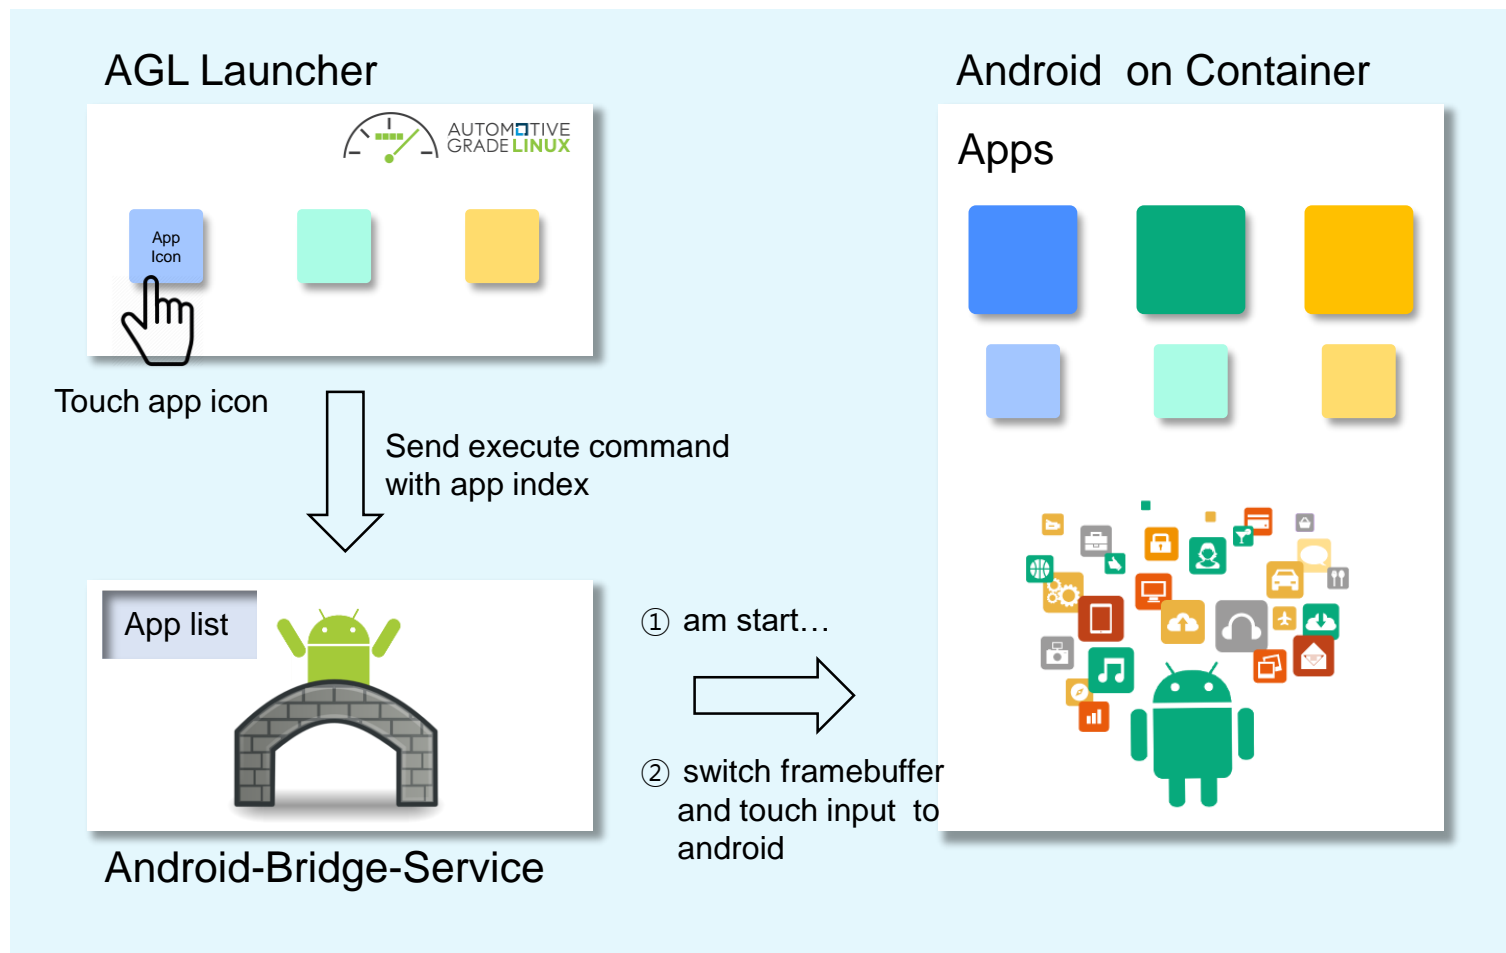 AGL Launcher
AUTOMOTIVE
GRADE LINUX
App
Icon
Touch app icon
Send execute command
with app index
App list
Android-Bridge-Service
① am start…
② switch framebuffer
and touch input to
android
Android on Container
Apps